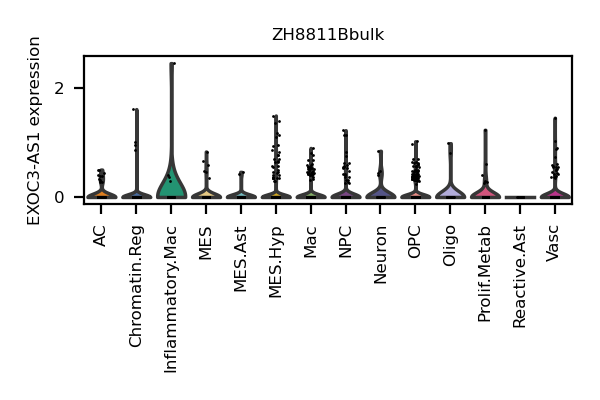 ZH8811Bbulk
EXOC3-AS1 expression
2
0
AC
Chromatin.Reg
Inflammatory.Mac
MES
MES.Ast
MES.Hyp
Mac
NPC
Neuron
OPC
Oligo
Prolif.Metab
Reactive.Ast
Vasc